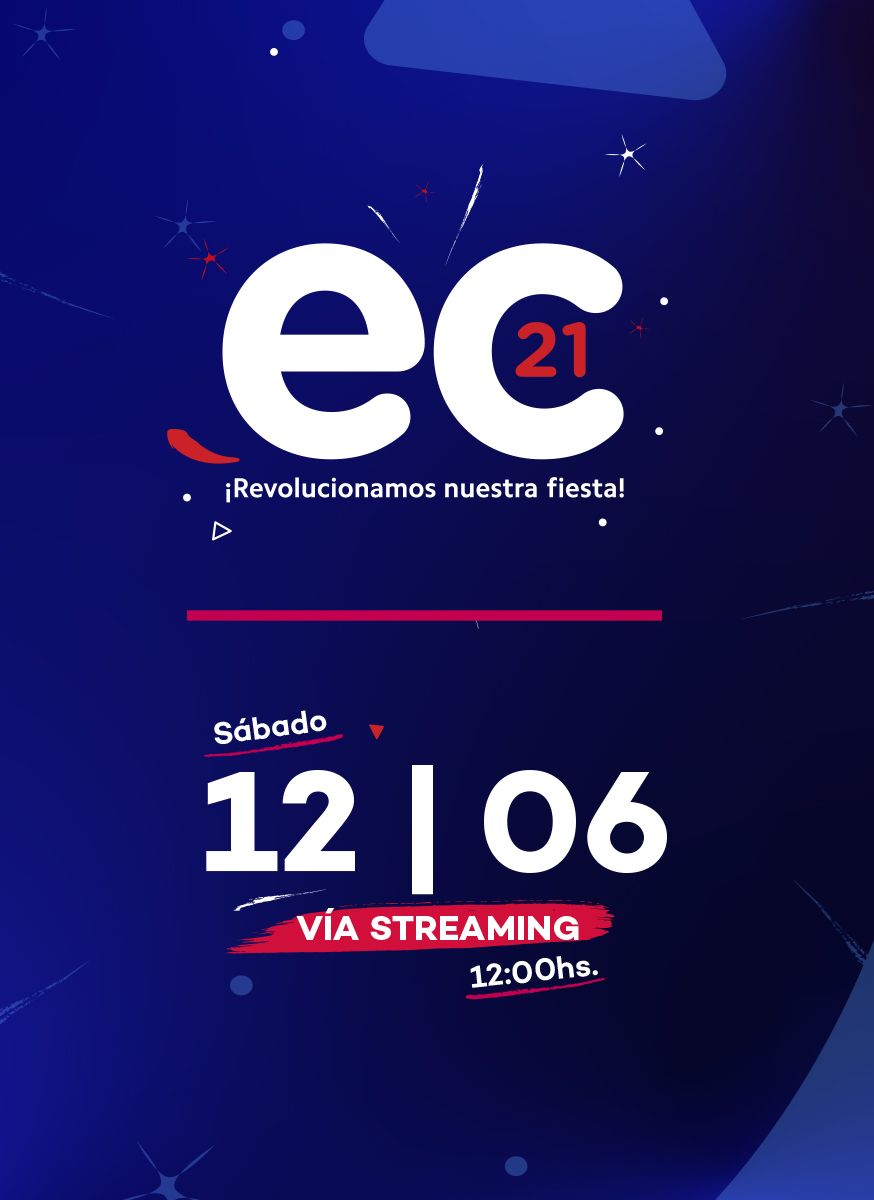 ec
21
¡Revolucionamos nuestra fiesta!
Sábado
12 | 06
VÍA STREAMING
12:00hs.